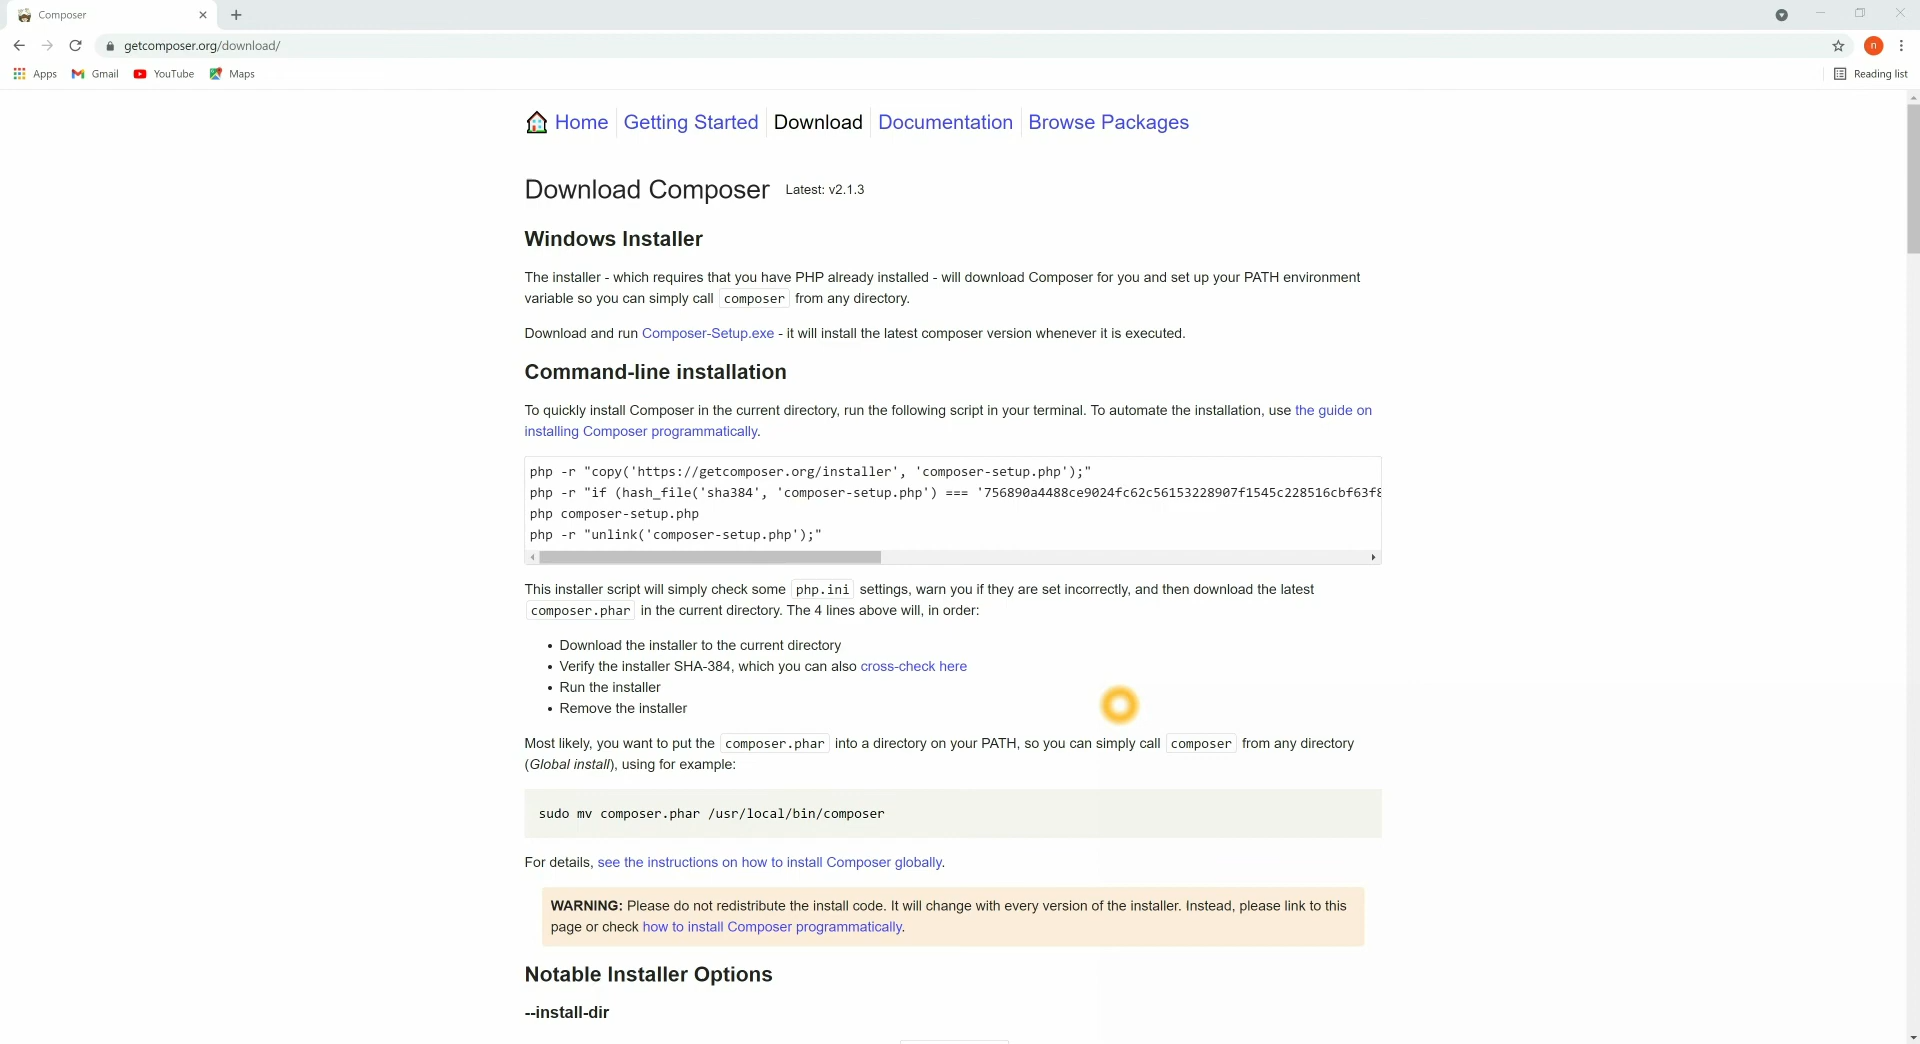 Composer
getcomposer.org/download/
n
Apps Gmail YouTube Maps Reading list
Home Getting Started Download Documentation Browse Packages
Download Composer Latest: v2.1.3
Windows Installer
The installer - which requires that you have PHP already installed - will download Composer for you and set up your PATH environment
variable so you can simply call composer from any directory.
Download and run Composer-Setup.exe - it will install the latest composer version whenever it is executed.
Command-line installation
To quickly install Composer in the current directory, run the following script in your terminal. To automate the installation, use the guide on
installing Composer programmatically.
php -r "copy('https://getcomposer.org/installer', 'composer-setup.php');"
php -r "if (hash_file('sha384', 'composer-setup.php') === '756890a4488ce9024fc62c56153228907f1545c228516cbf63f8
php composer-setup.php
php -r "unlink('composer-setup.php');"
This installer script will simply check some php.ini settings, warn you if they are set incorrectly, and then download the latest
composer.phar in the current directory. The 4 lines above will, in order:
• Download the installer to the current directory
• Verify the installer SHA-384, which you can also cross-check here
• Run the installer
• Remove the installer
Most likely, you want to put the composer.phar into a directory on your PATH, so you can simply call composer from any directory
(Global install), using for example:
sudo mv composer.phar /usr/local/bin/composer
For details, see the instructions on how to install Composer globally.
WARNING: Please do not redistribute the install code. It will change with every version of the installer. Instead, please link to this
page or check how to install Composer programmatically.
Notable Installer Options
--install-dir